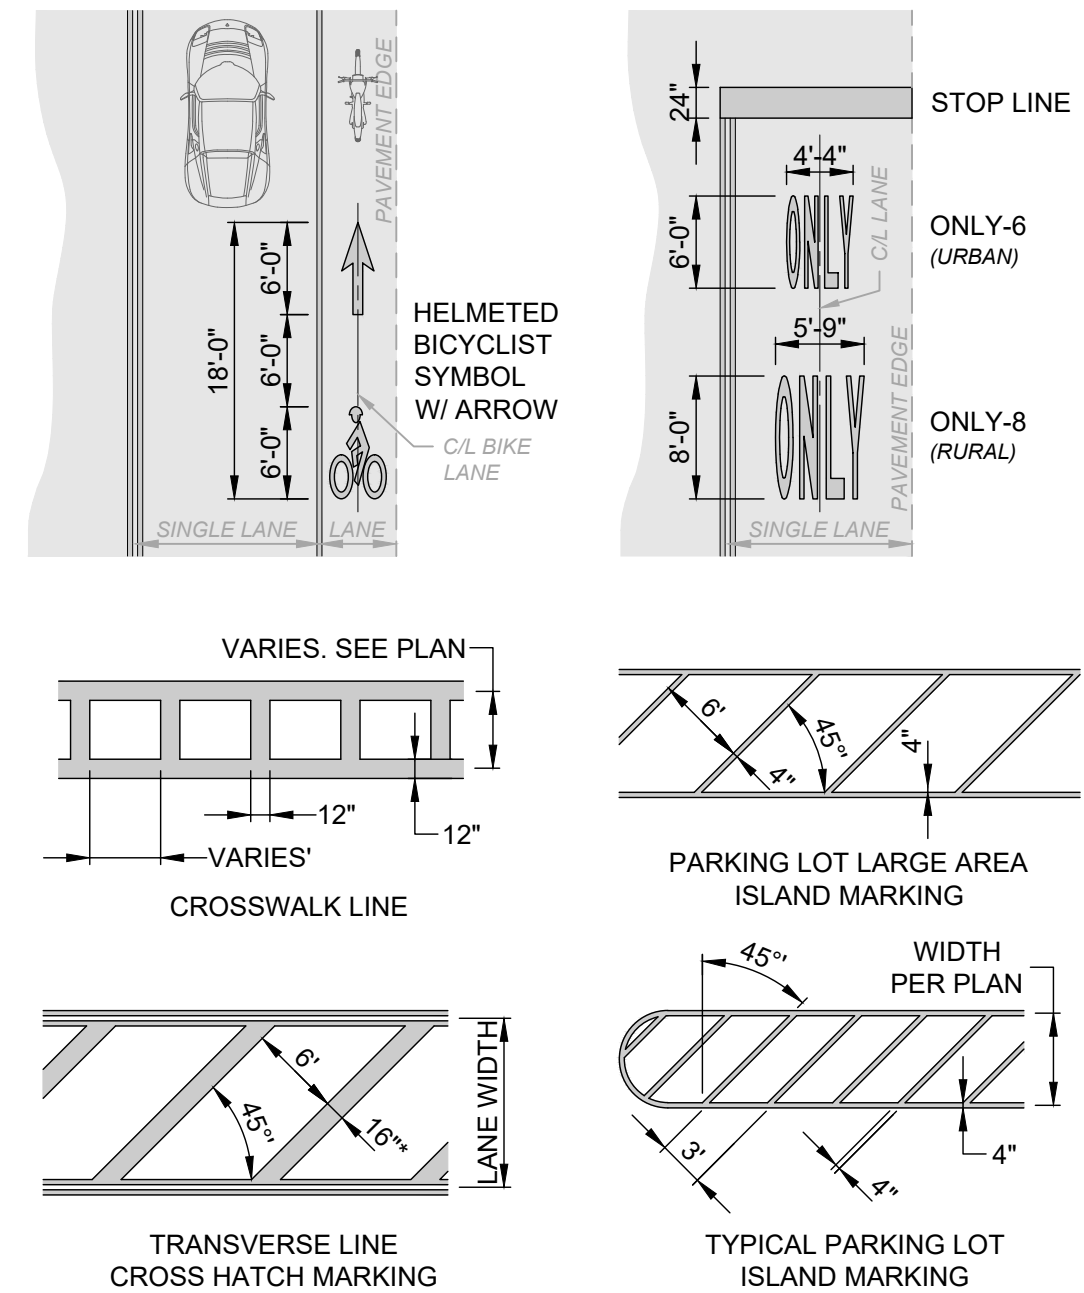 PAVEMENT EDGE
18'-0"
6'-0"
6'-0"
6'-0"
HELMETED
BICYCLIST
SYMBOL
W/ ARROW
C/L BIKE
LANE
SINGLE LANE
LANE
24"
STOP LINE
4'-4"
ONLY
6'-0"
C/L LANE
ONLY-6
(URBAN)
5'-9"
ONLY
8'-0"
PAVEMENT EDGE
ONLY-8
(RURAL)
SINGLE LANE
VARIES. SEE PLAN
12"
12"
VARIES'
CROSSWALK LINE
6'
45°'
4"
4"
PARKING LOT LARGE AREA
ISLAND MARKING
6'
45°'
16"*
LANE WIDTH
TRANSVERSE LINE
CROSS HATCH MARKING
45°'
WIDTH
PER PLAN
3'
4"
4"
TYPICAL PARKING LOT
ISLAND MARKING